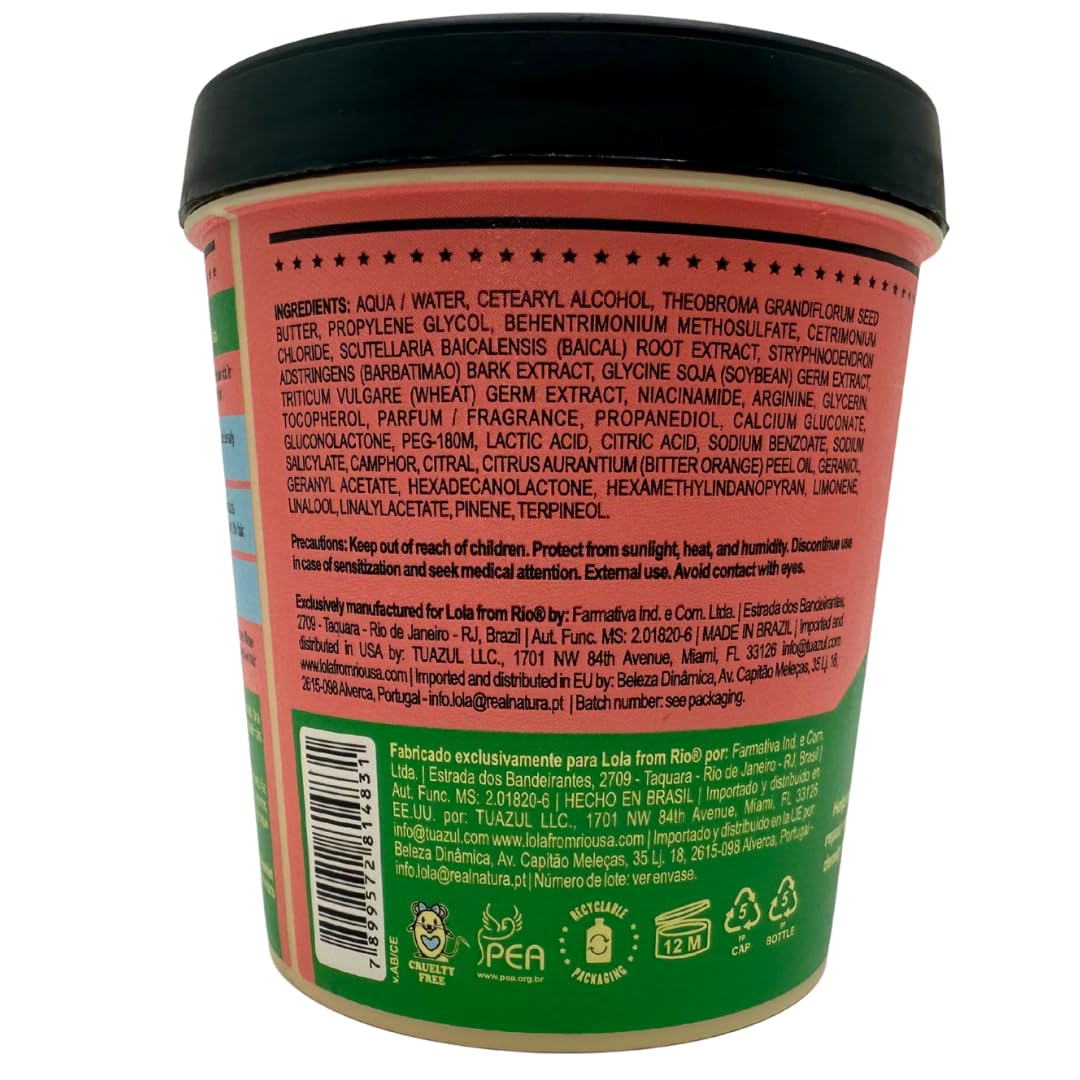 INGREDIENTS: AQUA / WATER, CETEARYL ALCOHOL, THEOBROMA GRANDIFLORUM SEED
BUTTER, PROPYLENE GLYCOL, BEHENTRIMONIUM METHOSULFATE, CETRIMONIUM
CHLORIDE, SCUTELLARIA BAICALENSIS (BAICAL) ROOT EXTRACT, STRYPHNODENDRON
ADSTRINGENS (BARBATIMAO) BARK EXTRACT, GLYCINE SOJA (SOYBEAN) GERM EXTRACT,
TRITICUM VULGARE (WHEAT) GERM EXTRACT, NIACINAMIDE, ARGININE, GLYCERIN,
TOCOPHEROL, PARFUM / FRAGRANCE, PROPANEDIOL, CALCIUM GLUCONATE,
GLUCONOLACTONE, PEG-180M, LACTIC ACID, CITRIC ACID, SODIUM BENZOATE, SODIUM
SALICYLATE, CAMPHOR, CITRAL, CITRUS AURANTIUM (BITTER ORANGE) PEEL OIL, GERANIOL,
GERANYL ACETATE, HEXADECANOLACTONE, HEXAMETHYLINDANOPYRAN, LIMONENE,
LINALOOL, LINALYLACETATE, PINENE, TERPINEOL.
Precautions: Keep out of reach of children. Protect from sunlight, heat, and humidity. Discontinue use
in case of sensitization and seek medical attention. External use. Avoid contact with eyes.
Exclusively manufactured for Lola from Rio® by: Farmativa Ind. e Com. Ltda. | Estrada dos Bandeirantes,
2709 - Taquara - Rio de Janeiro - RJ, Brazil | Aut. Func. MS: 2.01820-6 | MADE IN BRAZIL | Imported and
distributed in USA by: TUAZUL LLC., 1701 NW 84th Avenue, Miami, FL 33126 info@tuazul.com
www.lolafromriousa.com | Imported and distributed in EU by: Beleza Dinâmica, Av. Capitão Meleças, 35 Lj. 18,
2615-098 Alverca, Portugal - info.lola@realnatura.pt | Batch number: see packaging.
Fabricado exclusivamente para Lola from Rio® por: Farmativa Ind. e Com.
Ltda. | Estrada dos Bandeirantes, 2709 - Taquara - Rio de Janeiro - RJ, Brasil |
Aut. Func. MS: 2.01820-6 | HECHO EN BRASIL | Importado y distribuido en
EE.UU. por: TUAZUL LLC., 1701 NW 84th Avenue, Miami, FL 33126
info@tuazul.com www.lolafromriousa.com | Importado y distribuido en la UE por:
Beleza Dinâmica, Av. Capitão Meleças, 35 Lj. 18, 2615-098 Alverca, Portugal -
info.lola@realnatura.pt | Número de lote: ver envase.
7 899572 814831
v.AB/CE
CRUELTY
FREE
PEA
www.pea.org.br
RECYCLABLE
PACKAGING
12 M
5
PP
CAP
5
PP
BOTTLE